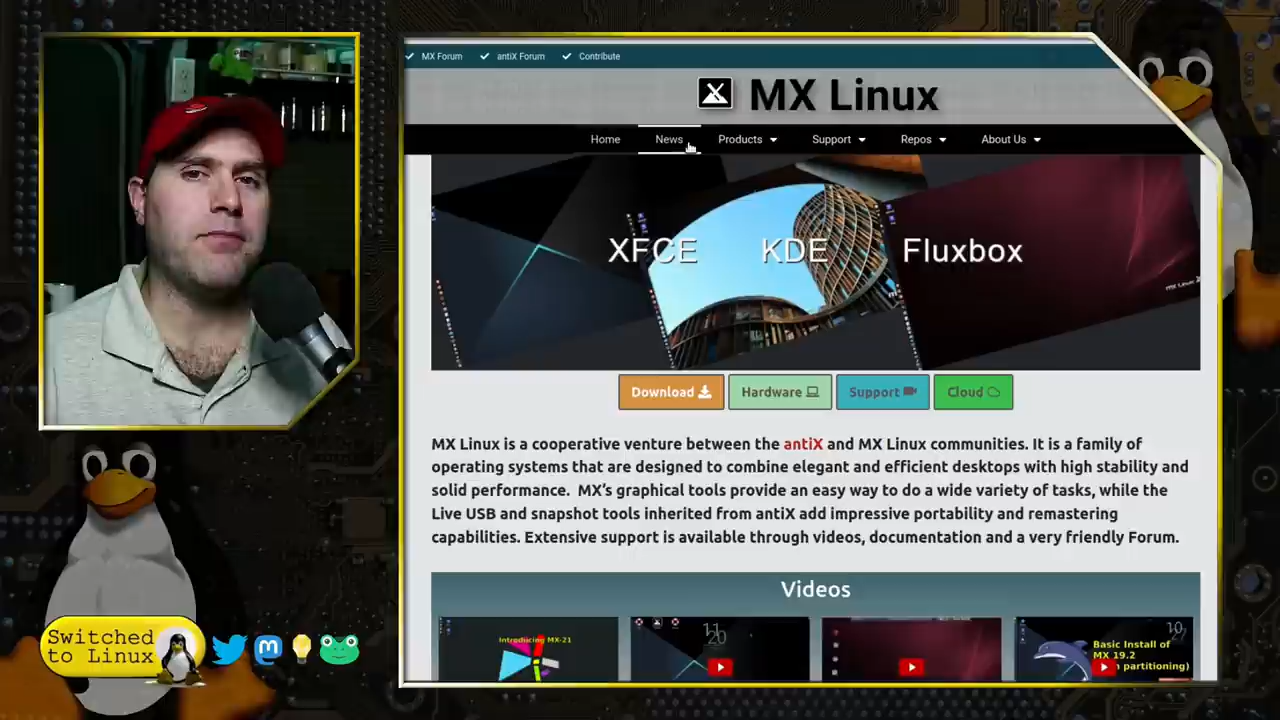 MX Forum antiX Forum Contribute
MX Linux
Home News Products Support Repos About Us
XFCE KDE Fluxbox
Download Hardware Support Cloud
MX Linux is a cooperative venture between the antiX and MX Linux communities. It is a family of
operating systems that are designed to combine elegant and efficient desktops with high stability and
solid performance. MX’s graphical tools provide an easy way to do a wide variety of tasks, while the
Live USB and snapshot tools inherited from antiX add impressive portability and remastering
capabilities. Extensive support is available through videos, documentation and a very friendly Forum.
Videos
Introducing MX-21
11
20
10
Basic Install of
MX 19.2
partitioning)
Switched
to Linux